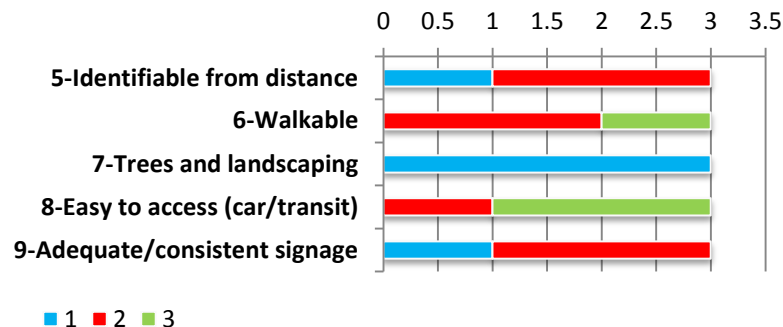 0 0.5 1 1.5 2 2.5 3 3.5
5-Identifiable from distance
6-Walkable
7-Trees and landscaping
8-Easy to access (car/transit)
9-Adequate/consistent signage
1 2 3